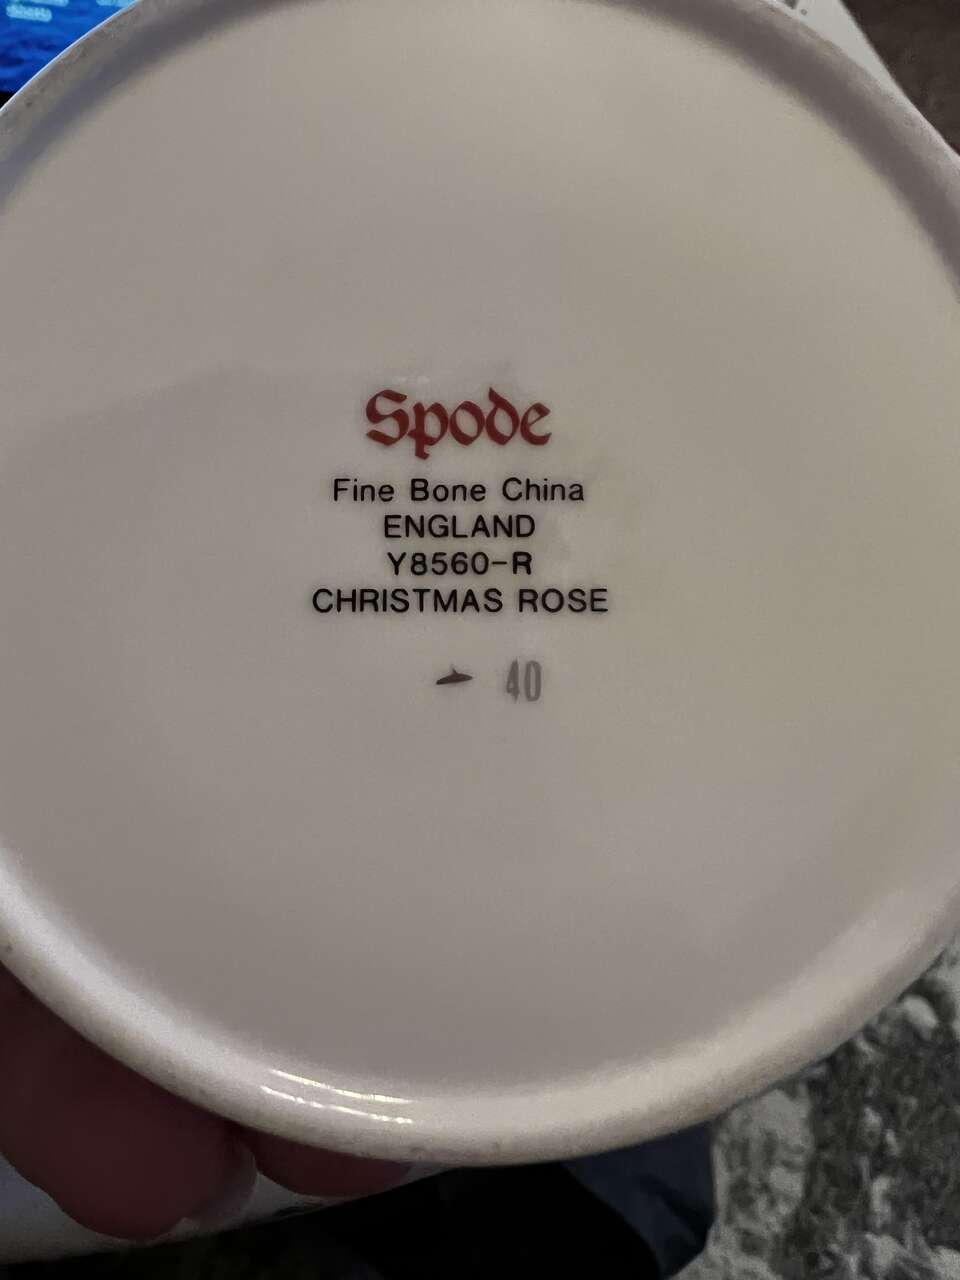 Spode
Fine Bone China
ENGLAND
Y8560-R
CHRISTMAS ROSE
40